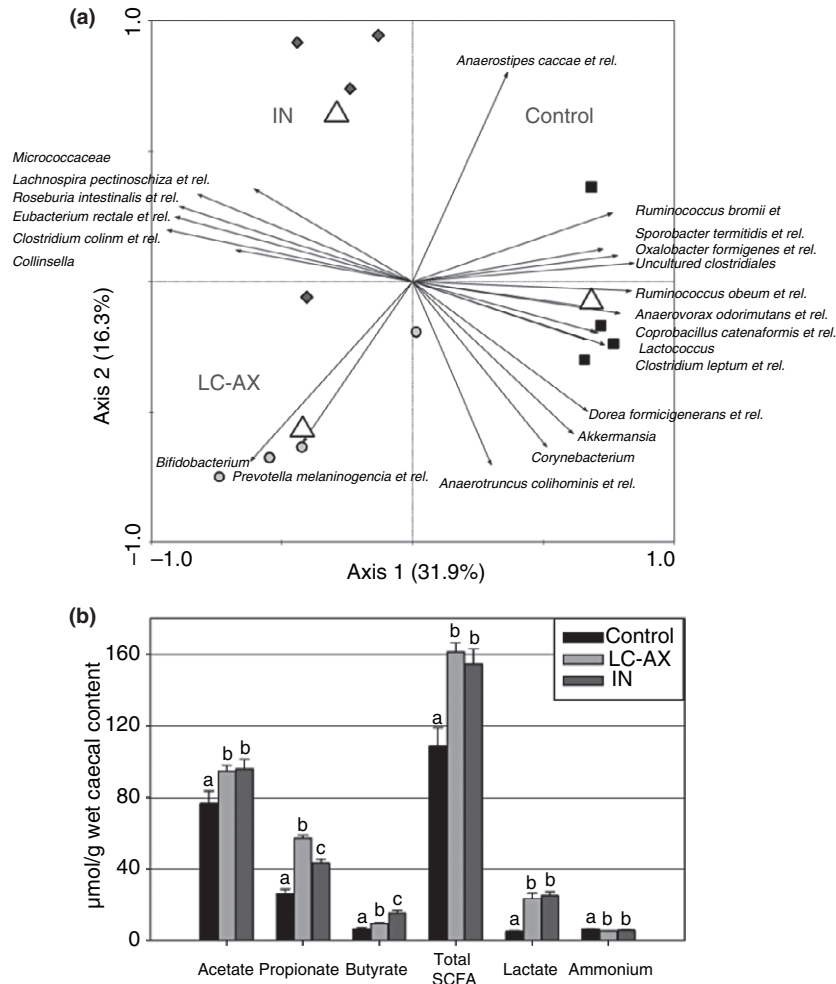 (a)
1.0
Anaerostipes caccae et rel.
IN
Control
Micrococcaceae
Lachnospira pectinoschiza et rel.
Roseburia intestinalis et rel.
Eubacterium rectale et rel.
Clostridium colinm et rel.
Collinsella
Ruminococcus bromii et
Sporobacter termitidis et rel.
Oxalobacter formigenes et rel.
Uncultured clostridiales
Ruminococcus obeum et rel.
Anaerovorax odorimutans et rel.
Coprobacillus catenaformis et rel.
Lactococcus
Clostridium leptum et rel.
Axis 2 (16.3%)
LC-AX
Dorea formicigenerans et rel.
Akkermansia
Corynebacterium
Bifidobacterium
Prevotella melaninogencia et rel.
Anaerotruncus colihominis et rel.
–1.0
–1.0
1.0
Axis 1 (31.9%)
(b)
Control
LC-AX
IN
µmol/g wet caecal content
160
120
80
40
0
a b b
a b c
a b c
a b b
a b b
a b b
Acetate Propionate Butyrate Total SCFA Lactate Ammonium